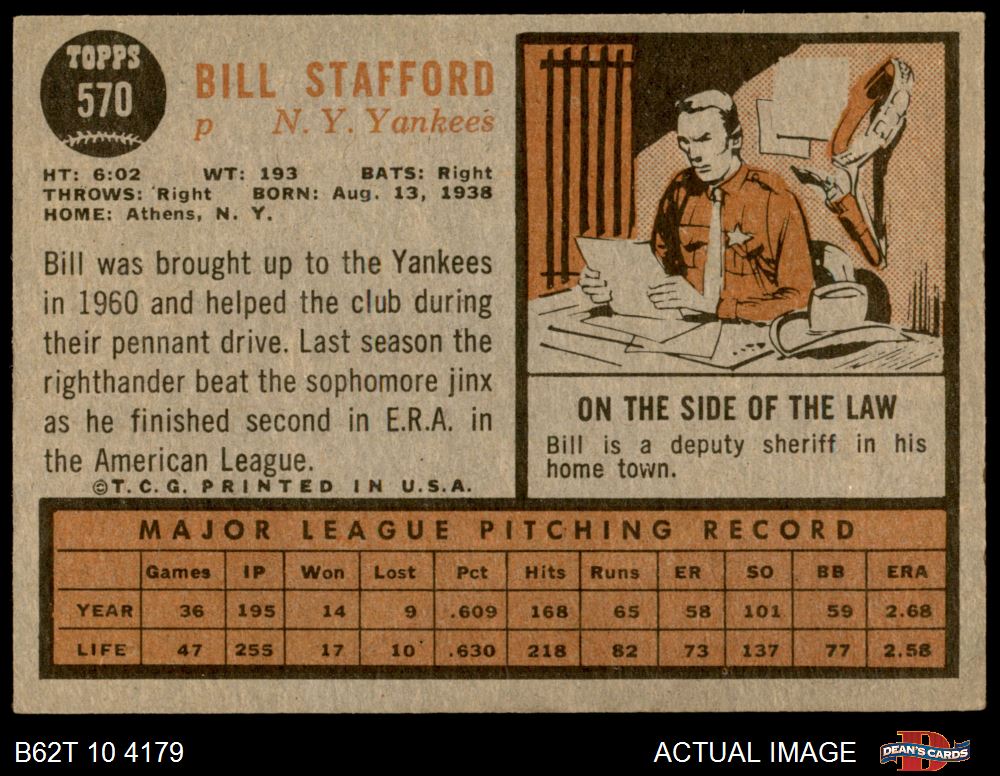 TOPPS
570
BILL STAFFORD
p N. Y. Yankees
HT: 6:02 WT: 193 BATS: Right
THROWS: Right BORN: Aug. 13, 1938
HOME: Athens, N. Y.
Bill was brought up to the Yankees
in 1960 and helped the club during
their pennant drive. Last season the
righthander beat the sophomore jinx
as he finished second in E.R.A. in
the American League.
©T. C. G. PRINTED IN U.S.A.
ON THE SIDE OF THE LAW
Bill is a deputy sheriff in his
home town.
MAJOR LEAGUE PITCHING RECORD
Games IP Won Lost Pct Hits Runs ER SO BB ERA
YEAR 36 195 14 9 .609 168 65 58 101 59 2.68
LIFE 47 255 17 10 .630 218 82 73 137 77 2.58
B62T 10 4179 ACTUAL IMAGE DEAN'S CARDS